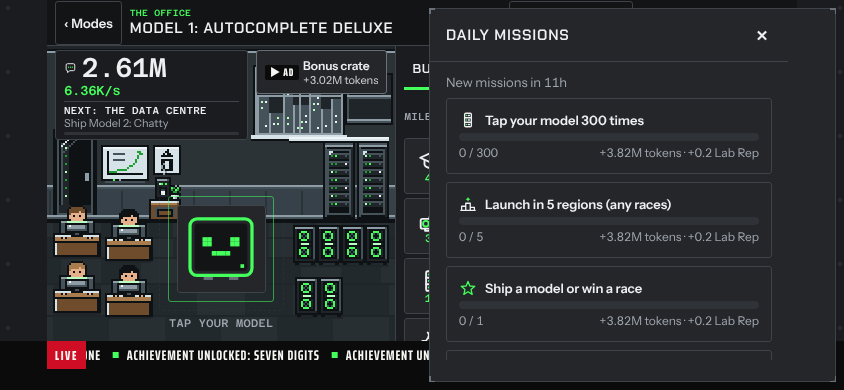 ‹ Modes
THE OFFICE
MODEL 1: AUTOCOMPLETE DELUXE
2.61M
6.36K/s
NEXT: THE DATA CENTRE
Ship Model 2: Chatty
AD
Bonus crate
+3.02M tokens
BU
MILE
TAP YOUR MODEL
LIVE
ONE
ACHIEVEMENT UNLOCKED: SEVEN DIGITS
ACHIEVEMENT UN
DAILY MISSIONS
×
New missions in 11h
Tap your model 300 times
0 / 300
+3.82M tokens · +0.2 Lab Rep
Launch in 5 regions (any races)
0 / 5
+3.82M tokens · +0.2 Lab Rep
Ship a model or win a race
0 / 1
+3.82M tokens · +0.2 Lab Rep